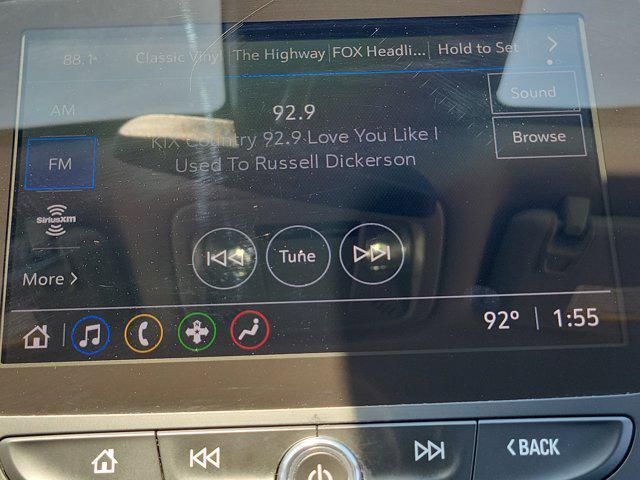 88.1 Classic Vinyl The Highway FOX Headli... Hold to Set
AM
92.9
Sound
KIX Country 92.9 Love You Like I
Browse
FM
Used To Russell Dickerson
SiriusXM
Tune
More
92° 1:55
BACK